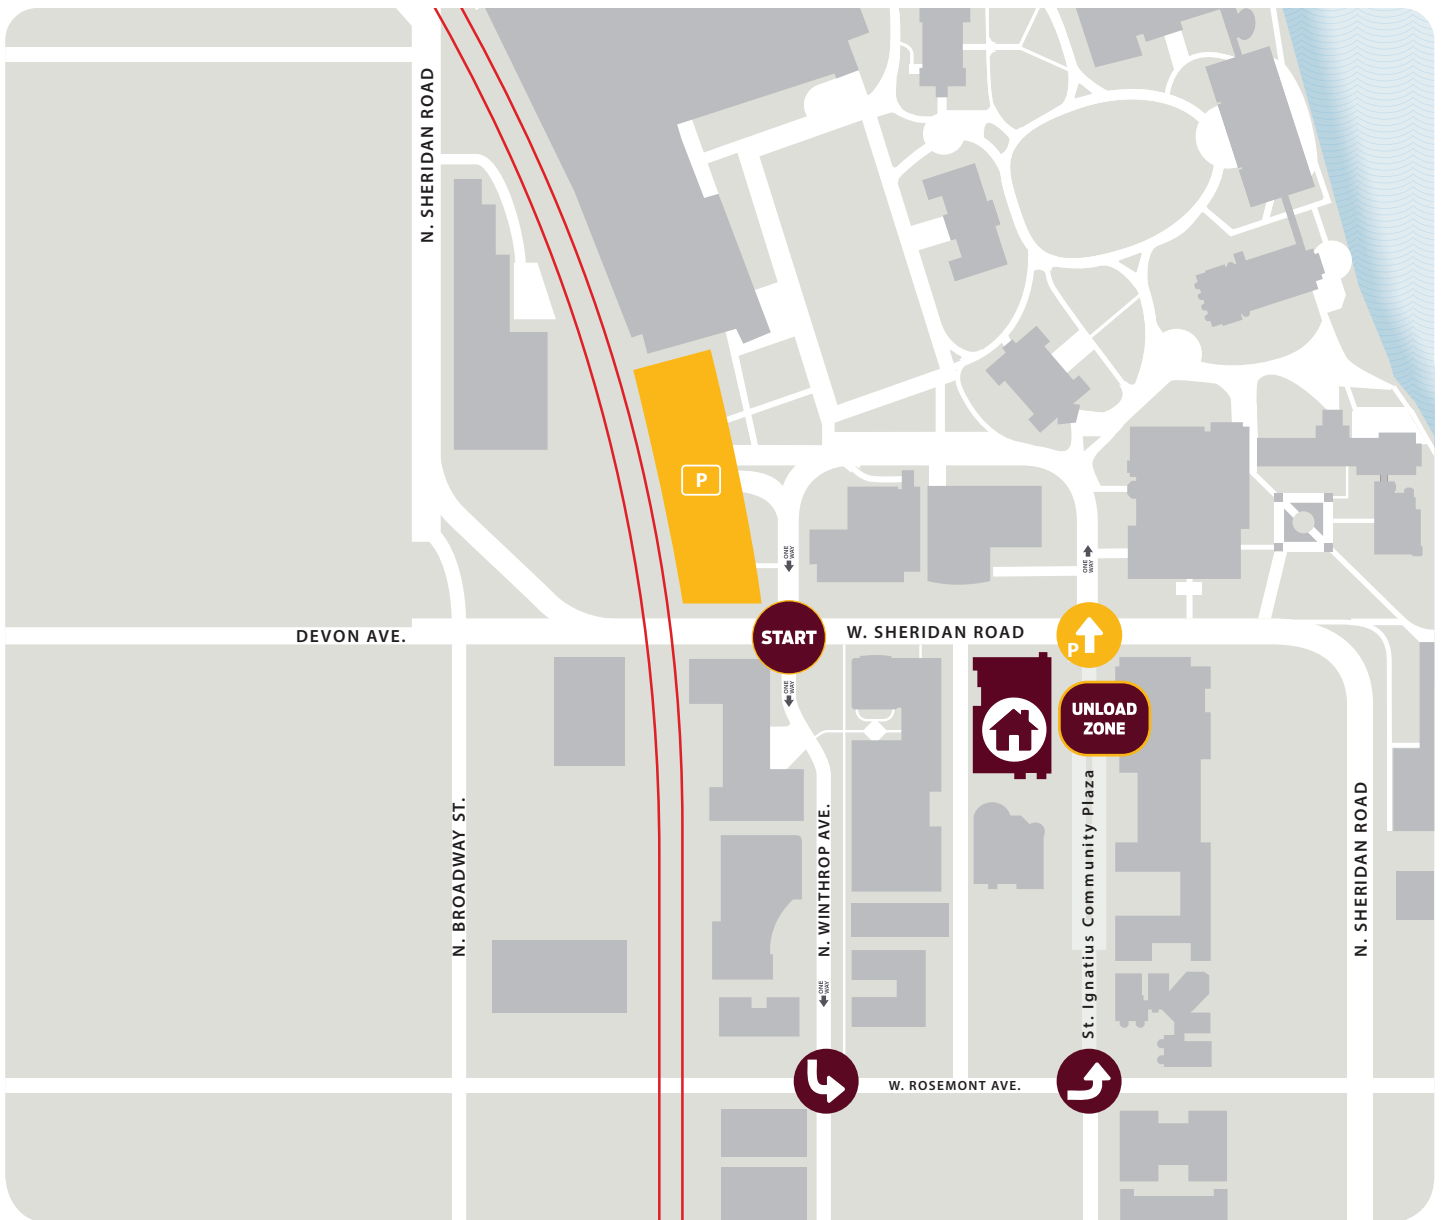 N. SHERIDAN ROAD
P
ONE
WAY
ONE
WAY
DEVON AVE.
START
W. SHERIDAN ROAD
P
ONE
WAY
UNLOAD
ZONE
N. BROADWAY ST.
N. WINTHROP AVE.
St. Ignatius Community Plaza
N. SHERIDAN ROAD
ONE
WAY
W. ROSEMONT AVE.